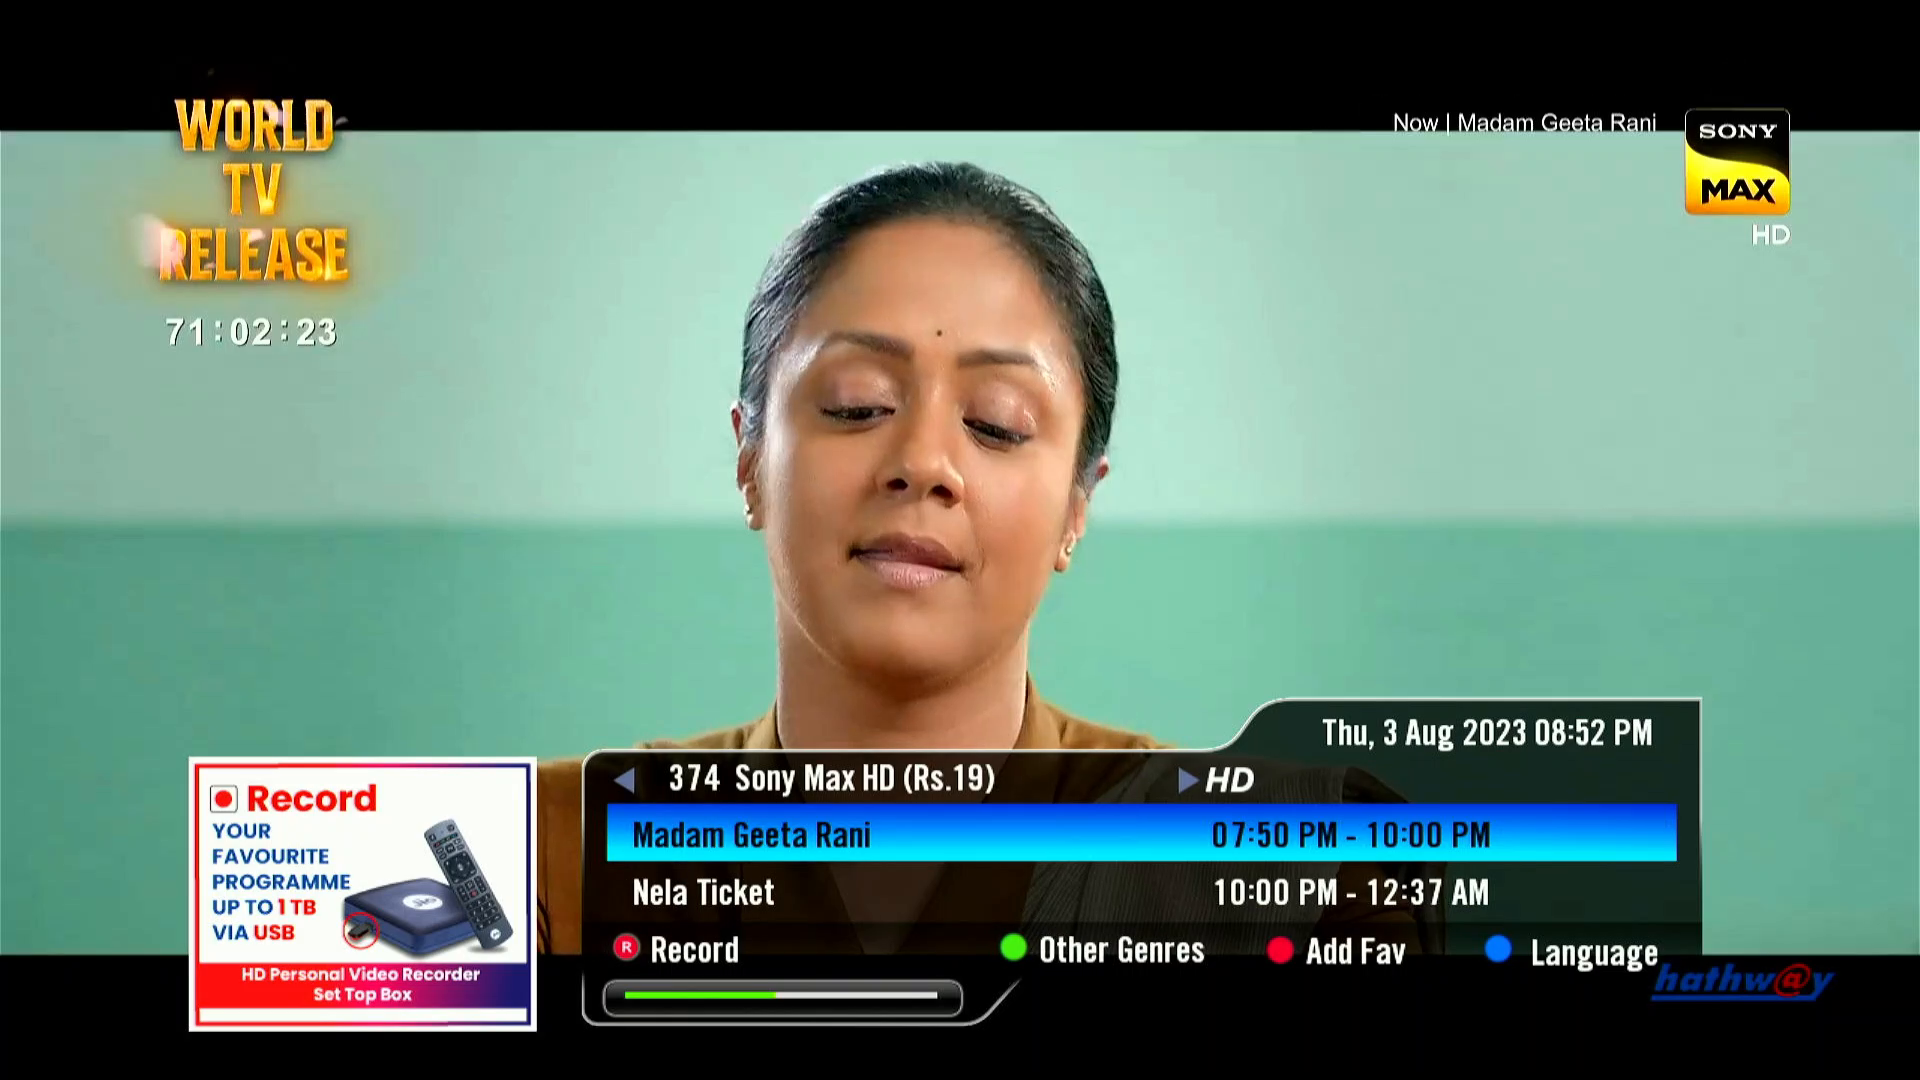 WORLD
TV
RELEASE
71:02:23
Now | Madam Geeta Rani
SONY
MAX
HD
Thu, 3 Aug 2023 08:52 PM
374 Sony Max HD (Rs.19)
HD
Madam Geeta Rani 07:50 PM - 10:00 PM
Nela Ticket 10:00 PM - 12:37 AM
R Record Other Genres Add Fav Language
hathw@y
Record
YOUR
FAVOURITE
PROGRAMME
UP TO 1 TB
VIA USB
HD Personal Video Recorder
Set Top Box